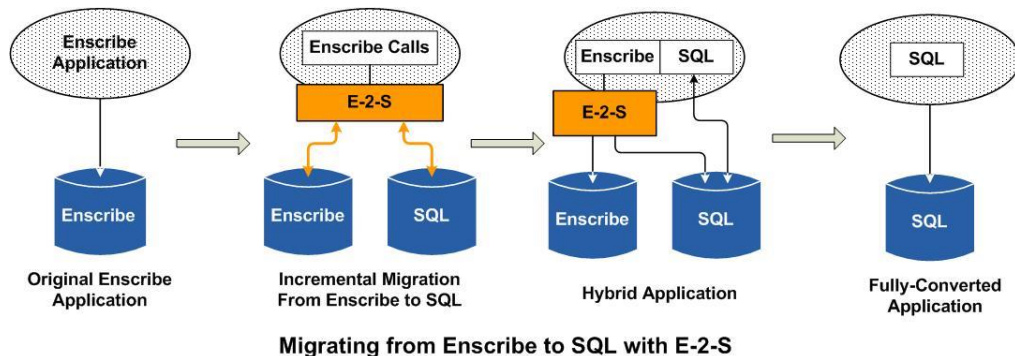 Enscribe
Application
Enscribe
Original Enscribe
Application
Enscribe Calls
E-2-S
Enscribe
SQL
Incremental Migration
From Enscribe to SQL
Enscribe
SQL
E-2-S
Enscribe
SQL
Hybrid Application
SQL
SQL
Fully-Converted
Application
Migrating from Enscribe to SQL with E-2-S